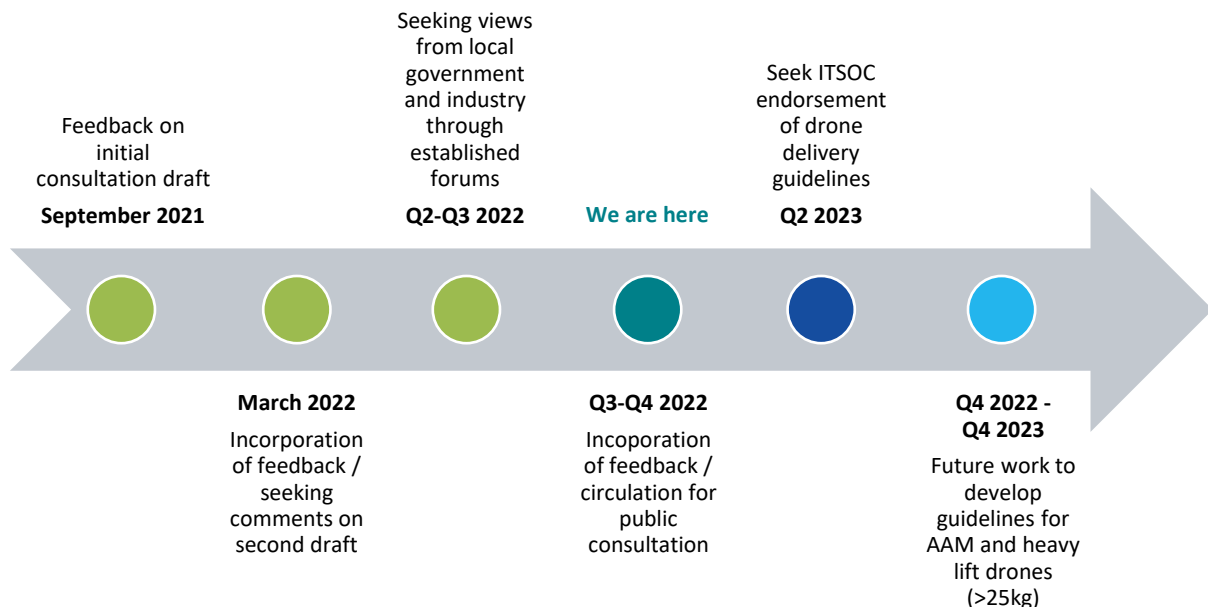 Feedback on
initial
consultation draft
September 2021
March 2022
Incorporation
of feedback /
seeking
comments on
second draft
Seeking views
from local
government
and industry
through
established
forums
Q2-Q3 2022
We are here
Q3-Q4 2022
Incoporation
of feedback /
circulation for
public
consultation
Seek ITSOC
endorsement
of drone
delivery
guidelines
Q2 2023
Q4 2022 -
Q4 2023
Future work to
develop
guidelines for
AAM and heavy
lift drones
(>25kg)